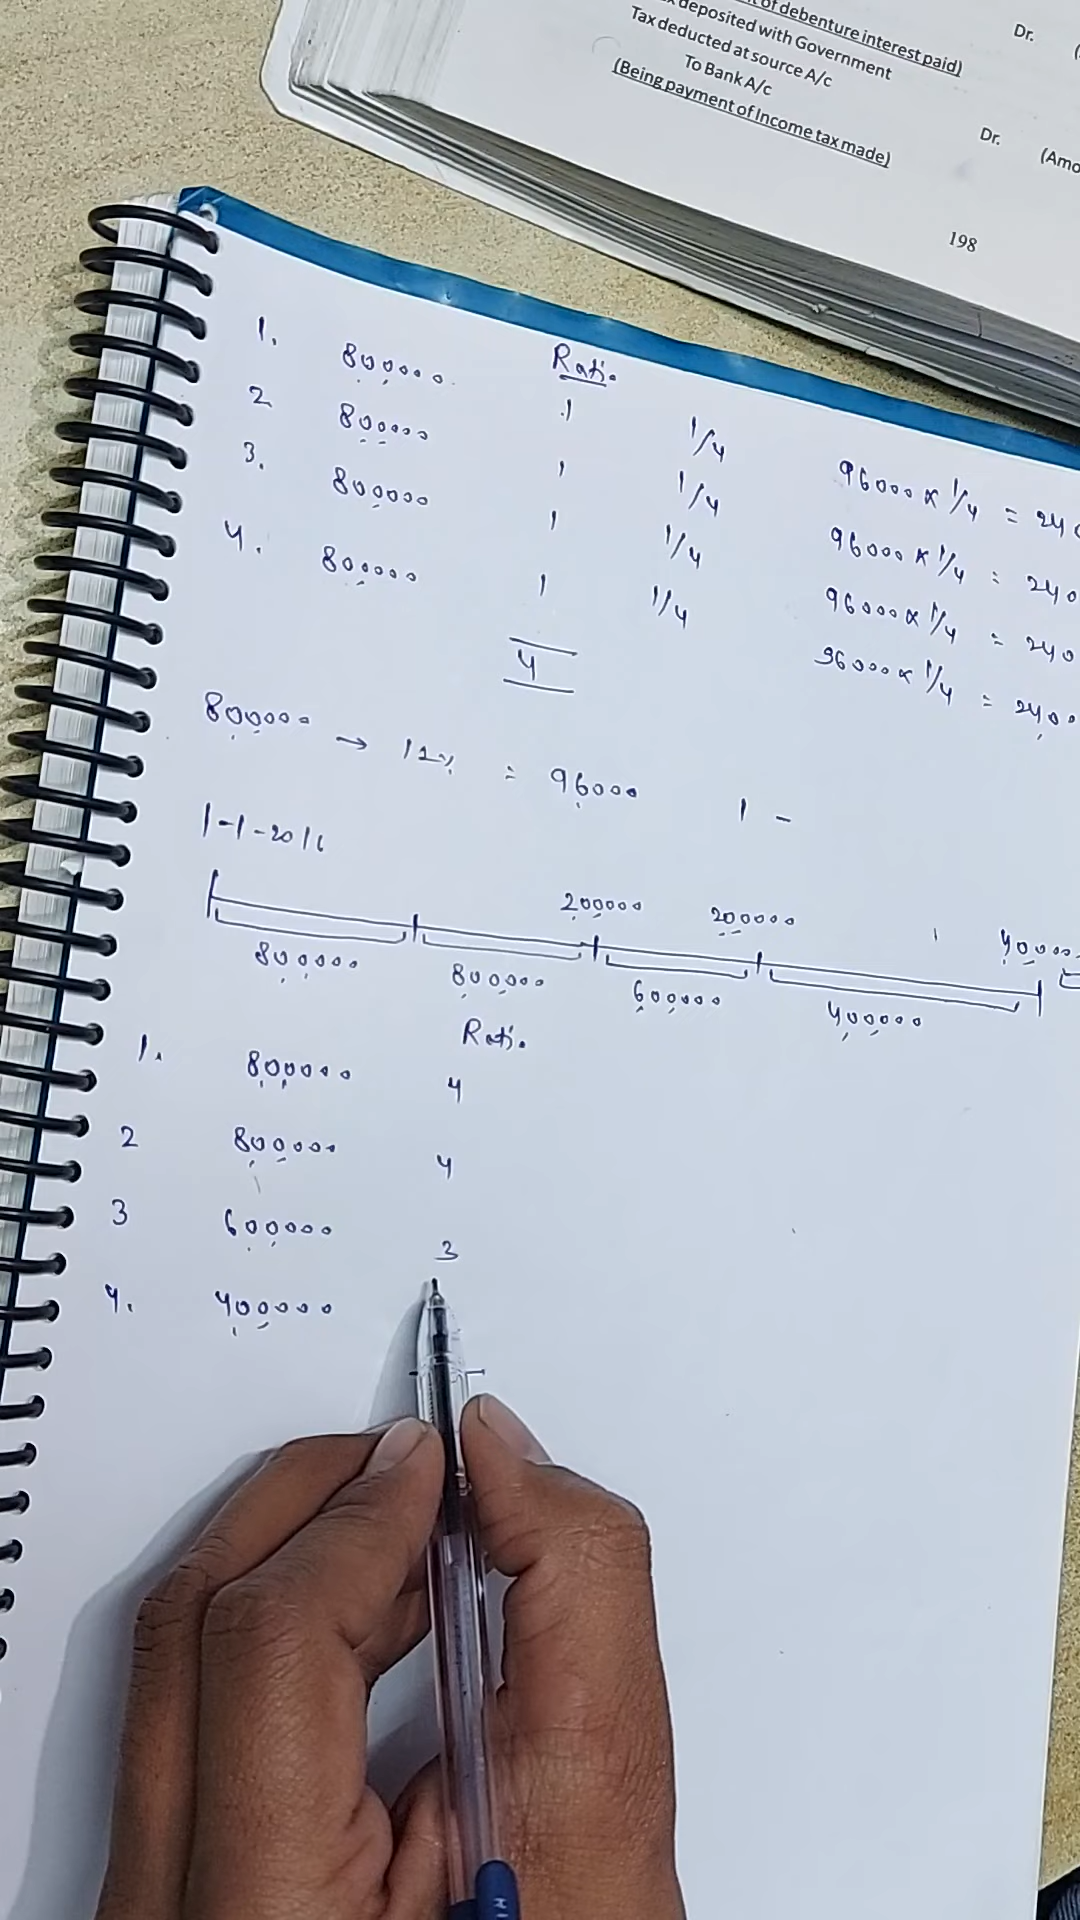 of debenture interest paid)
deposited with Government
Dr.
Tax deducted at source A/c
To Bank A/c
(Being payment of Income tax made)
Dr.
(Amo
198
Ratio
1. 800000 1 1/4 96000 x 1/4 = 240
2 800000 1 1/4 96000 x 1/4 = 240
3. 800000 1 1/4 96000 x 1/4 = 240
4. 800000 1 1/4 96000 x 1/4 = 2400
4
800000 → 12% = 96000 1 -
1-1-2016
200000 200000 40000
800000 800000 600000 400000
Ratio
1. 800000 4
2 800000 4
3 600000 3
4. 400000